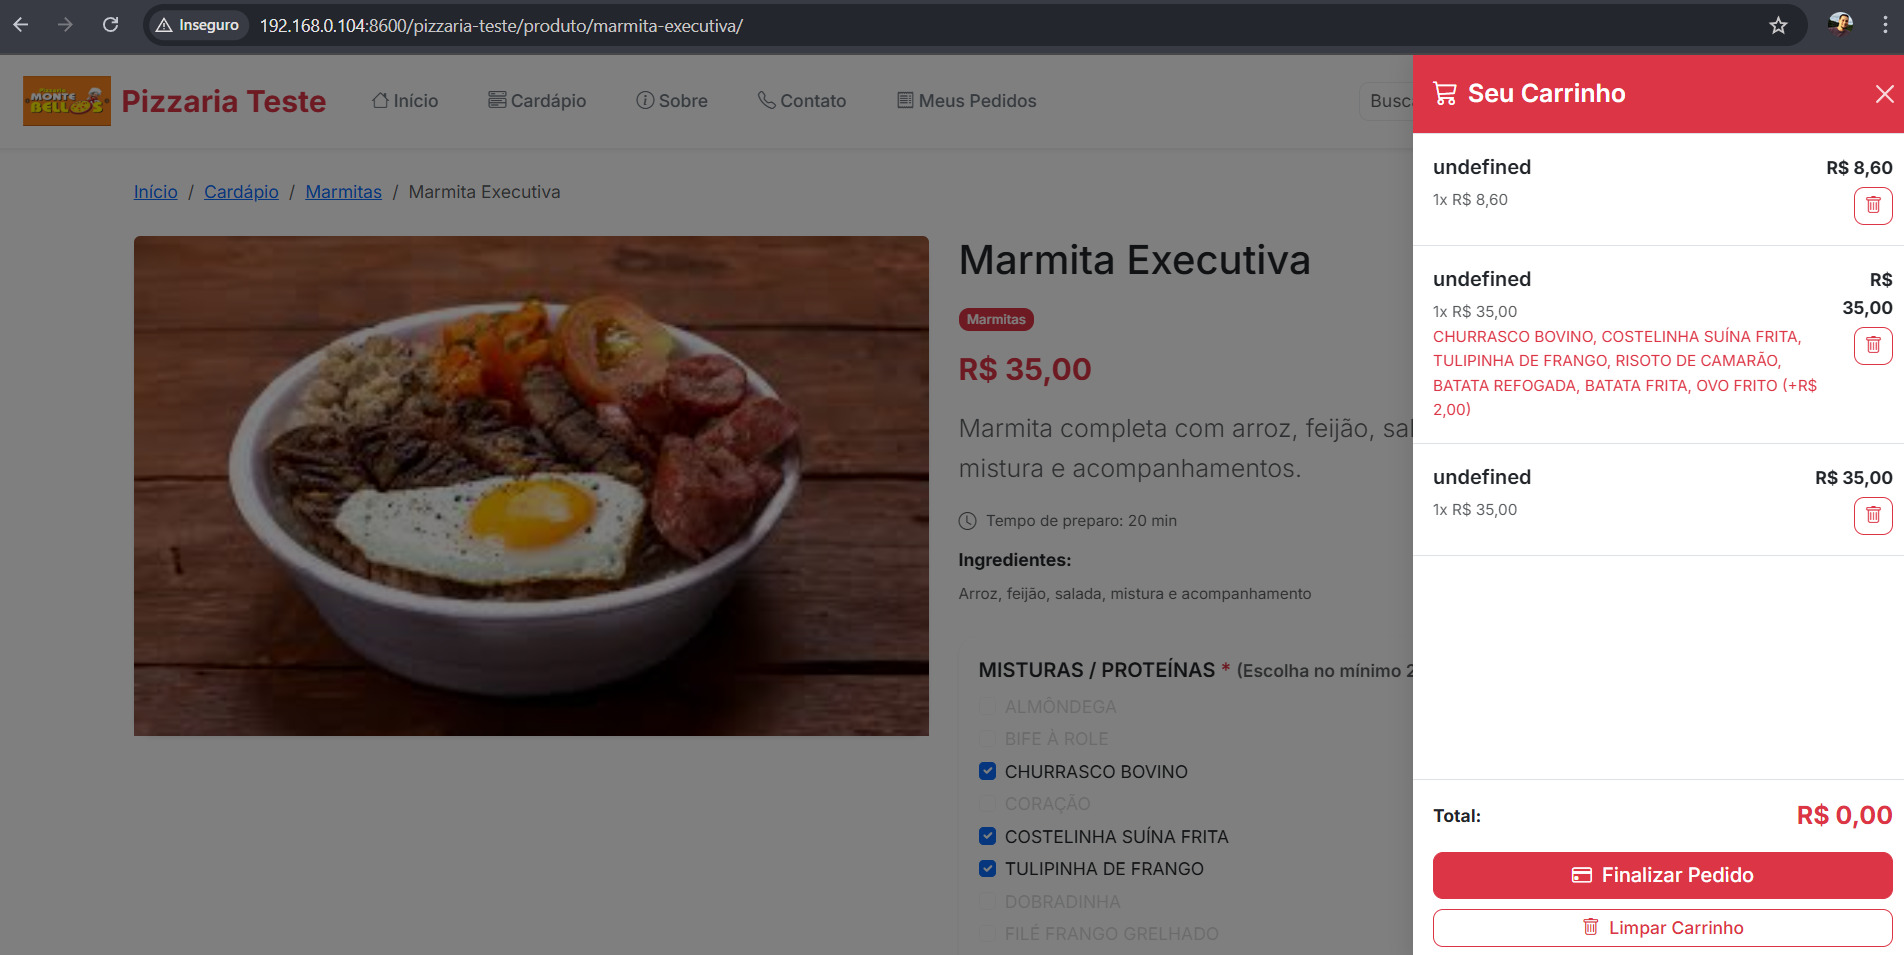 Inseguro
192.168.0.104:8600/pizzaria-teste/produto/marmita-executiva/
Pizzaria
MONTE
BELLOS
Pizzaria Teste
Início
Cardápio
Sobre
Contato
Meus Pedidos
Busc
Início / Cardápio / Marmitas / Marmita Executiva
Marmita Executiva
Marmitas
R$ 35,00
Marmita completa com arroz, feijão, sal
mistura e acompanhamentos.
Tempo de preparo: 20 min
Ingredientes:
Arroz, feijão, salada, mistura e acompanhamento
MISTURAS / PROTEÍNAS * (Escolha no mínimo 2
ALMÔNDEGA
BIFE À ROLE
CHURRASCO BOVINO
CORAÇÃO
COSTELINHA SUÍNA FRITA
TULIPINHA DE FRANGO
DOBRADINHA
FILÉ FRANGO GRELHADO
Seu Carrinho
undefined
R$ 8,60
1x R$ 8,60
undefined
R$
35,00
1x R$ 35,00
CHURRASCO BOVINO, COSTELINHA SUÍNA FRITA,
TULIPINHA DE FRANGO, RISOTO DE CAMARÃO,
BATATA REFOGADA, BATATA FRITA, OVO FRITO (+R$
2,00)
undefined
R$ 35,00
1x R$ 35,00
Total:
R$ 0,00
Finalizar Pedido
Limpar Carrinho